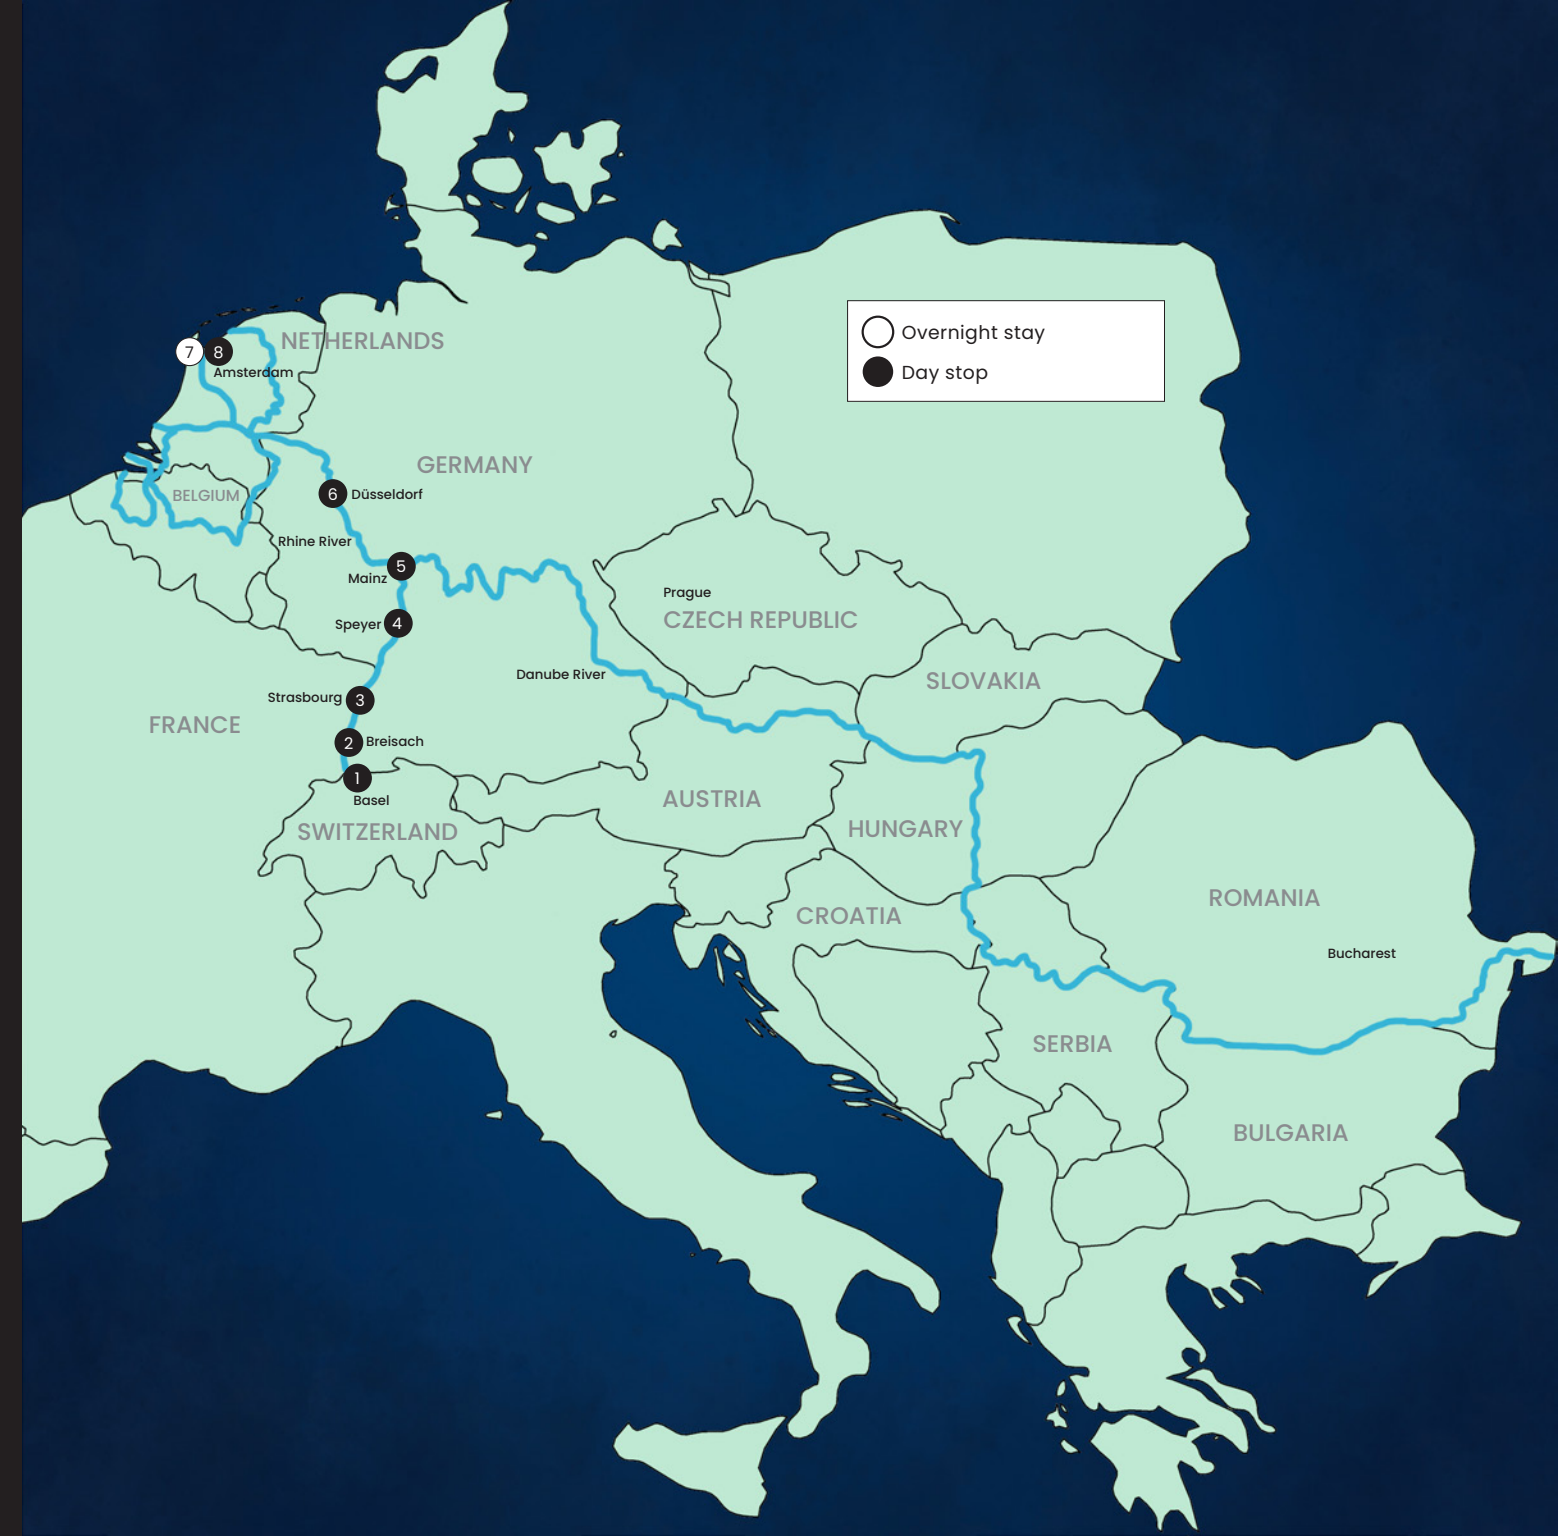 Overnight stay
Day stop
NETHERLANDS
7
8
Amsterdam
GERMANY
BELGIUM
6
Düsseldorf
Rhine River
5
Mainz
Prague
CZECH REPUBLIC
4
Speyer
Danube River
SLOVAKIA
Strasbourg
3
FRANCE
2
Breisach
1
Basel
AUSTRIA
SWITZERLAND
HUNGARY
ROMANIA
CROATIA
Bucharest
SERBIA
BULGARIA